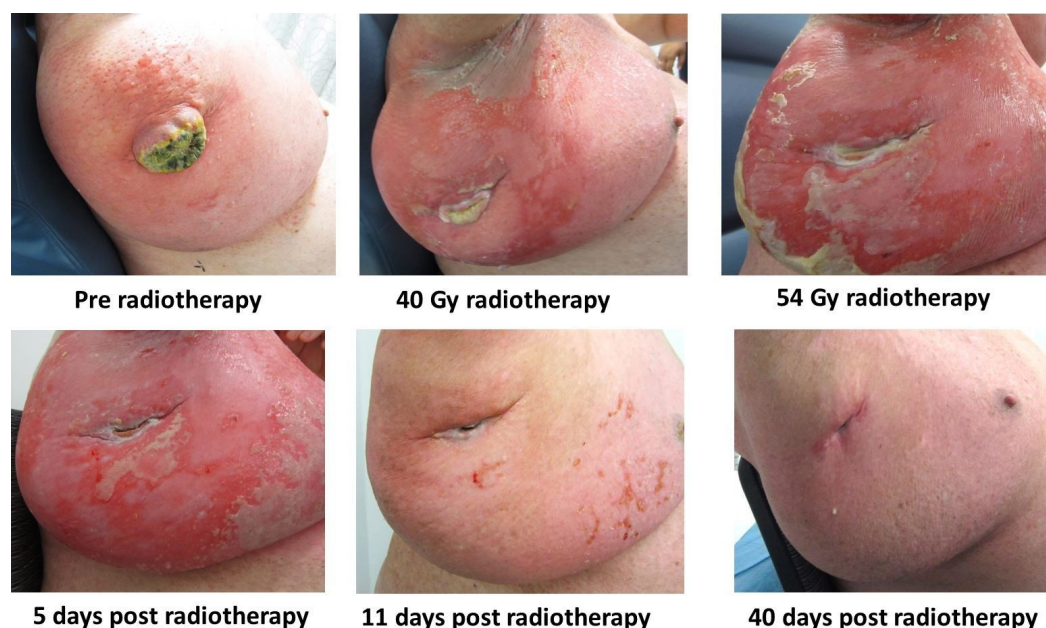 Pre radiotherapy
40 Gy radiotherapy
54 Gy radiotherapy
5 days post radiotherapy
11 days post radiotherapy
40 days post radiotherapy